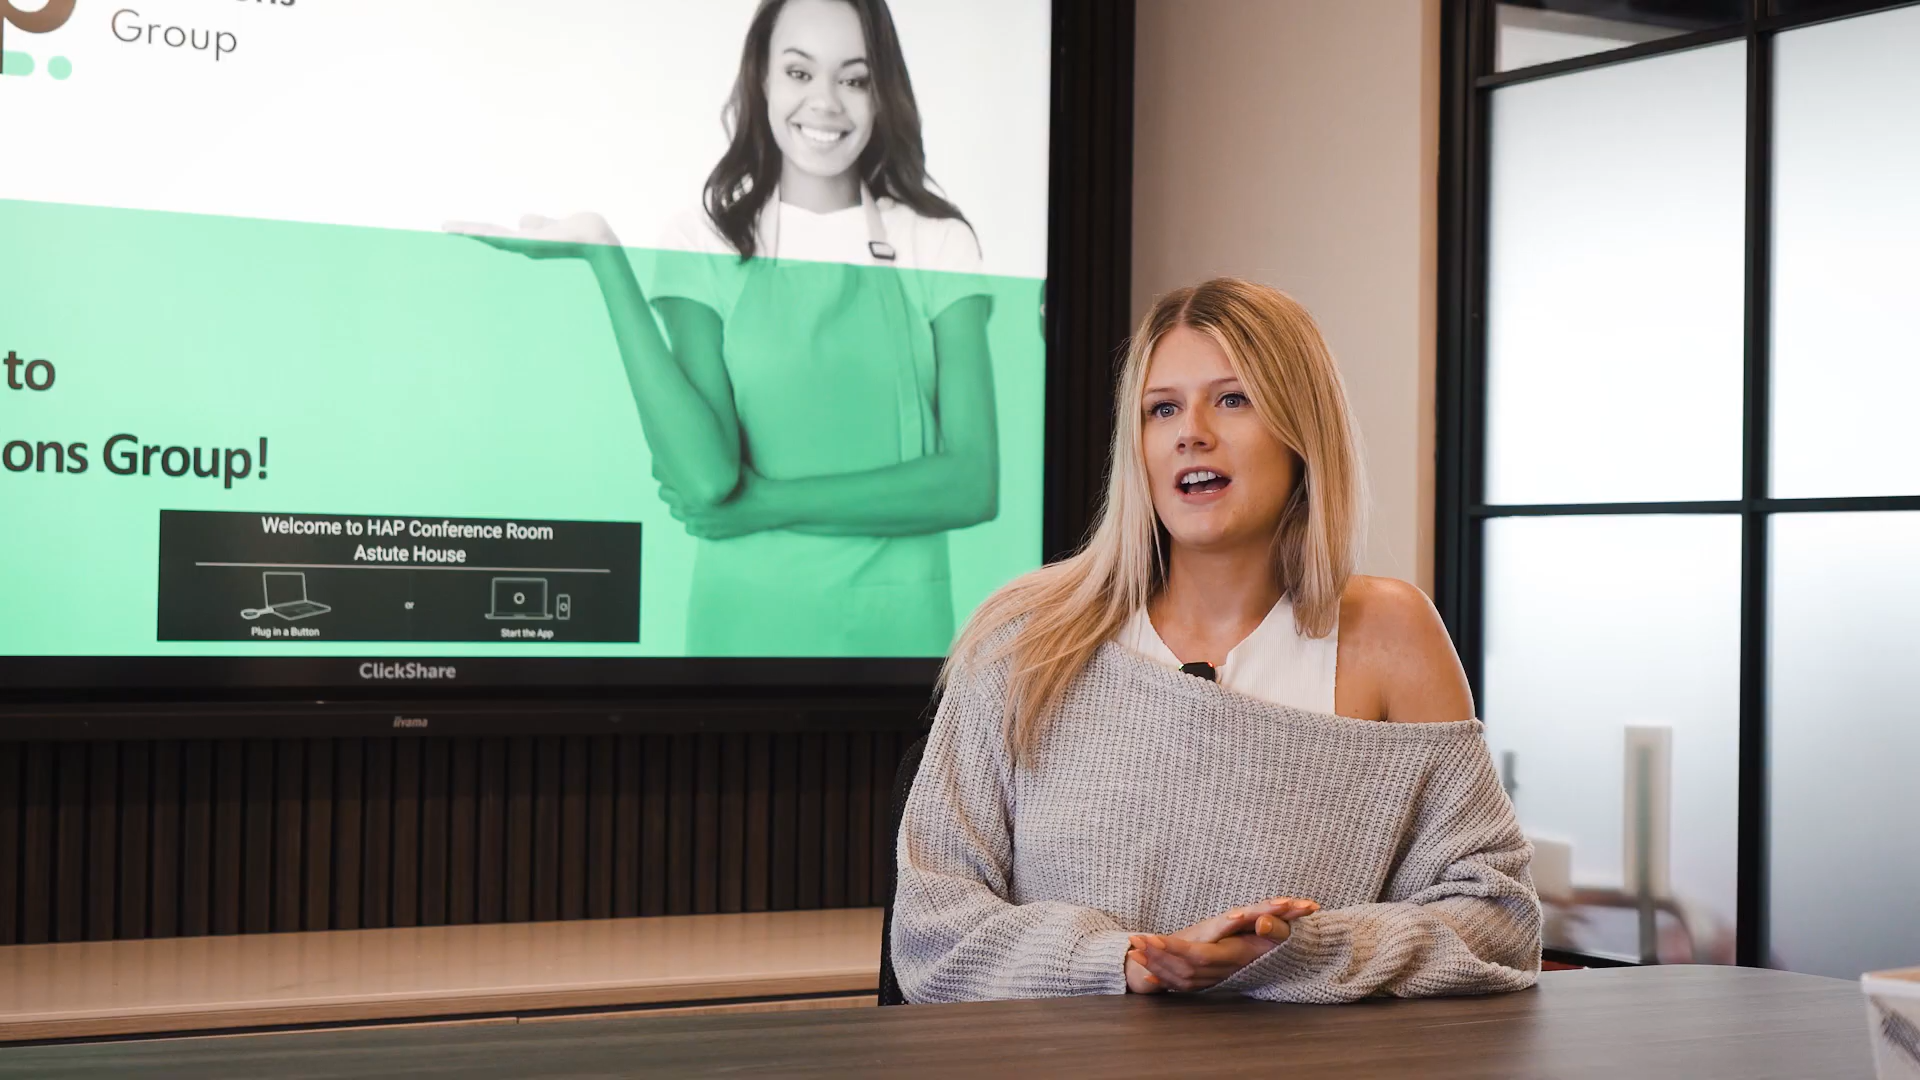 Group
to
ons Group!
Welcome to HAP Conference Room
Astute House
or
Plug in a Button
Start the App
ClickShare
iiyama